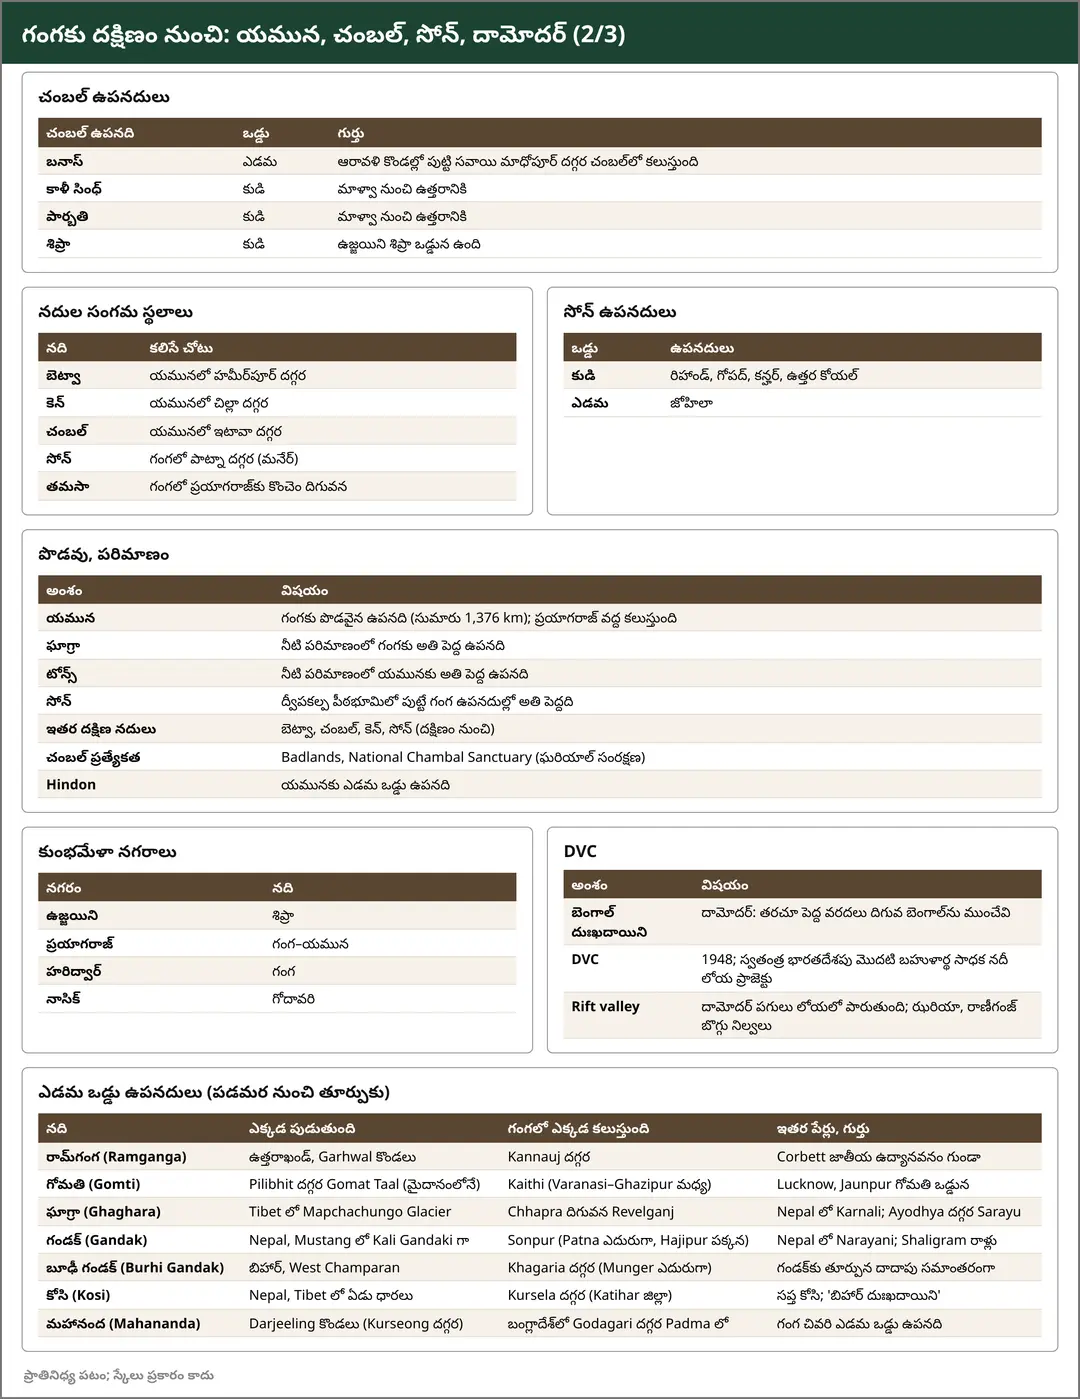 గంగకు దక్షిణం నుంచి: యమున, చంబల్, సోన్, దామోదర్ (2/3)
చంబల్ ఉపనదులు
చంబల్ ఉపనది ఒడ్డు గుర్తు
బనాస్ ఎడమ ఆరావళి కొండల్లో పుట్టి సవాయి మాధోపూర్ దగ్గర చంబల్‌లో కలుస్తుంది
కాళీ సింధ్ కుడి మాళ్వా నుంచి ఉత్తరానికి
పార్బతి కుడి మాళ్వా నుంచి ఉత్తరానికి
శిప్రా కుడి ఉజ్జయిని శిప్రా ఒడ్డున ఉంది
నదుల సంగమ స్థలాలు
నది కలిసే చోటు
బెట్వా యమునలో హమీర్‌పూర్ దగ్గర
కెన్ యమునలో చిల్లా దగ్గర
చంబల్ యమునలో ఇటావా దగ్గర
సోన్ గంగలో పాట్నా దగ్గర (మనేర్)
తమసా గంగలో ప్రయాగరాజ్‌కు కొంచెం దిగువన
సోన్ ఉపనదులు
ఒడ్డు ఉపనదులు
కుడి రిహాండ్, గోపద్, కన్హర్, ఉత్తర కోయల్
ఎడమ జోహిలా
పొడవు, పరిమాణం
అంశం విషయం
యమున గంగకు పొడవైన ఉపనది (సుమారు 1,376 km); ప్రయాగరాజ్ వద్ద కలుస్తుంది
ఘాగ్రా నీటి పరిమాణంలో గంగకు అతి పెద్ద ఉపనది
టోన్స్ నీటి పరిమాణంలో యమునకు అతి పెద్ద ఉపనది
సోన్ ద్వీపకల్ప పీఠభూమిలో పుట్టే గంగ ఉపనదుల్లో అతి పెద్దది
ఇతర దక్షిణ నదులు బెట్వా, చంబల్, కెన్, సోన్ (దక్షిణం నుంచి)
చంబల్ ప్రత్యేకత Badlands, National Chambal Sanctuary (ఘరియాల్ సంరక్షణ)
Hindon యమునకు ఎడమ ఒడ్డు ఉపనది
కుంభమేళా నగరాలు
నగరం నది
ఉజ్జయిని శిప్రా
ప్రయాగరాజ్ గంగ–యమున
హరిద్వార్ గంగ
నాసిక్ గోదావరి
DVC
అంశం విషయం
బెంగాల్ దామోదర్: తరచూ పెద్ద వరదలు దిగువ బెంగాల్‌ను ముంచేవి
దుఃఖదాయిని
DVC 1948; స్వతంత్ర భారతదేశపు మొదటి బహుళార్థ సాధక నదీ
లోయ ప్రాజెక్టు
Rift valley దామోదర్ పగులు లోయలో పారుతుంది; ఝరియా, రాణీగంజ్
బొగ్గు నిల్వలు
ఎడమ ఒడ్డు ఉపనదులు (పడమర నుంచి తూర్పుకు)
నది ఎక్కడ పుడుతుంది గంగలో ఎక్కడ కలుస్తుంది ఇతర పేర్లు, గుర్తు
రామ్‌గంగ (Ramganga) ఉత్తరాఖండ్, Garhwal కొండలు Kannauj దగ్గర Corbett జాతీయ ఉద్యానవనం గుండా
గోమతి (Gomti) Pilibhit దగ్గర Gomat Taal (మైదానంలోనే) Kaithi (Varanasi–Ghazipur మధ్య) Lucknow, Jaunpur గోమతి ఒడ్డున
ఘాగ్రా (Ghaghara) Tibet లో Mapchachungo Glacier Chhapra దిగువన Revelganj Nepal లో Karnali; Ayodhya దగ్గర Sarayu
గండక్ (Gandak) Nepal, Mustang లో Kali Gandaki గా Sonpur (Patna ఎదురుగా, Hajipur పక్కన) Nepal లో Narayani; Shaligram రాళ్లు
బూఢీ గండక్ (Burhi Gandak) బిహార్, West Champaran Khagaria దగ్గర (Munger ఎదురుగా) గండక్‌కు తూర్పున దాదాపు సమాంతరంగా
కోసి (Kosi) Nepal, Tibet లో ఏడు ధారలు Kursela దగ్గర (Katihar జిల్లా) సప్త కోసి; 'బిహార్ దుఃఖదాయిని'
మహానంద (Mahananda) Darjeeling కొండలు (Kurseong దగ్గర) బంగ్లాదేశ్‌లో Godagari దగ్గర Padma లో గంగ చివరి ఎడమ ఒడ్డు ఉపనది
ప్రాతినిధ్య పటం; స్కేలు ప్రకారం కాదు